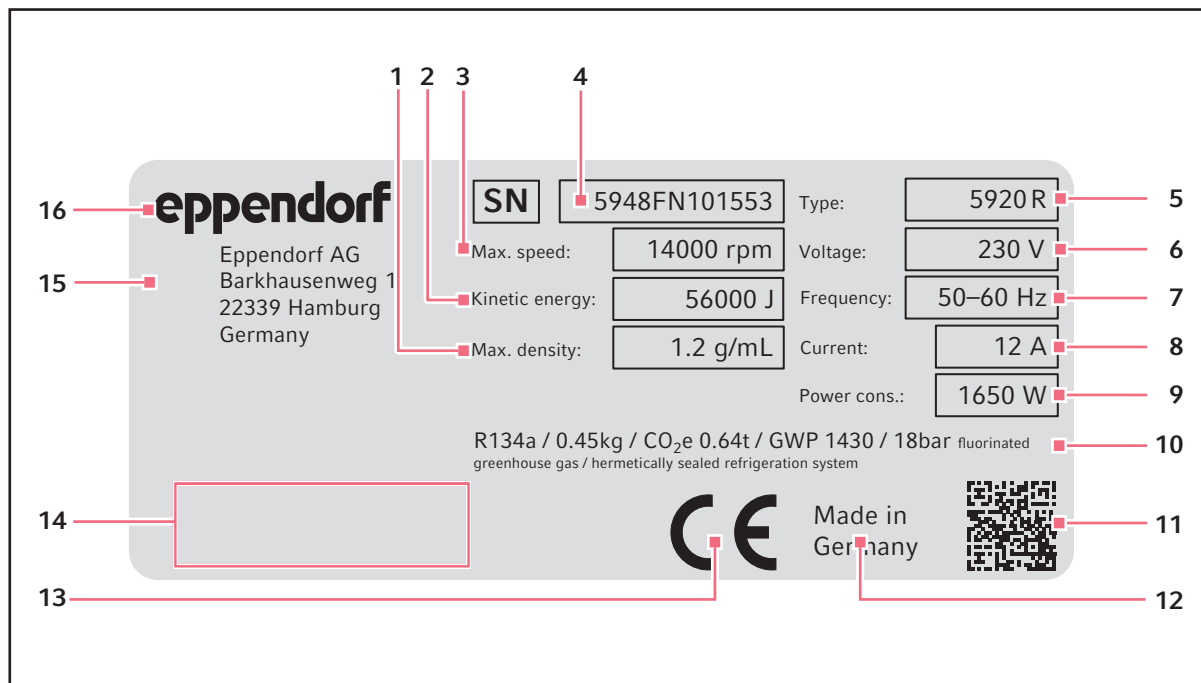 1 2 3 4
16 eppendorf SN 5948FN101553 Type: 5920 R 5
15 Eppendorf AG Max. speed: 14000 rpm Voltage: 230 V 6
Barkhausenweg 1
22339 Hamburg Kinetic energy: 56000 J Frequency: 50–60 Hz 7
Germany Max. density: 1.2 g/mL Current: 12 A 8
Power cons.: 1650 W 9
R134a / 0.45kg / CO₂e 0.64t / GWP 1430 / 18bar fluorinated 10
greenhouse gas / hermetically sealed refrigeration system
14 CE Made in 11
Germany
13 12